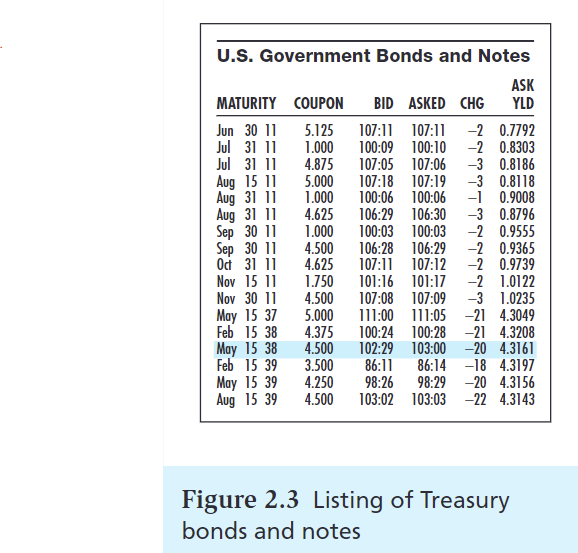 U.S. Government Bonds and Notes
ASK
MATURITY COUPON BID ASKED CHG YLD
Jun 30 11 5.125 107:11 107:11 –2 0.7792
Jul 31 11 1.000 100:09 100:10 –2 0.8303
Jul 31 11 4.875 107:05 107:06 –3 0.8186
Aug 15 11 5.000 107:18 107:19 –3 0.8118
Aug 31 11 1.000 100:06 100:06 –1 0.9008
Aug 31 11 4.625 106:29 106:30 –3 0.8796
Sep 30 11 1.000 100:03 100:03 –2 0.9555
Sep 30 11 4.500 106:28 106:29 –2 0.9365
Oct 31 11 4.625 107:11 107:12 –2 0.9739
Nov 15 11 1.750 101:16 101:17 –2 1.0122
Nov 30 11 4.500 107:08 107:09 –3 1.0235
May 15 37 5.000 111:00 111:05 –21 4.3049
Feb 15 38 4.375 100:24 100:28 –21 4.3208
May 15 38 4.500 102:29 103:00 –20 4.3161
Feb 15 39 3.500 86:11 86:14 –18 4.3197
May 15 39 4.250 98:26 98:29 –20 4.3156
Aug 15 39 4.500 103:02 103:03 –22 4.3143
Figure 2.3 Listing of Treasury
bonds and notes